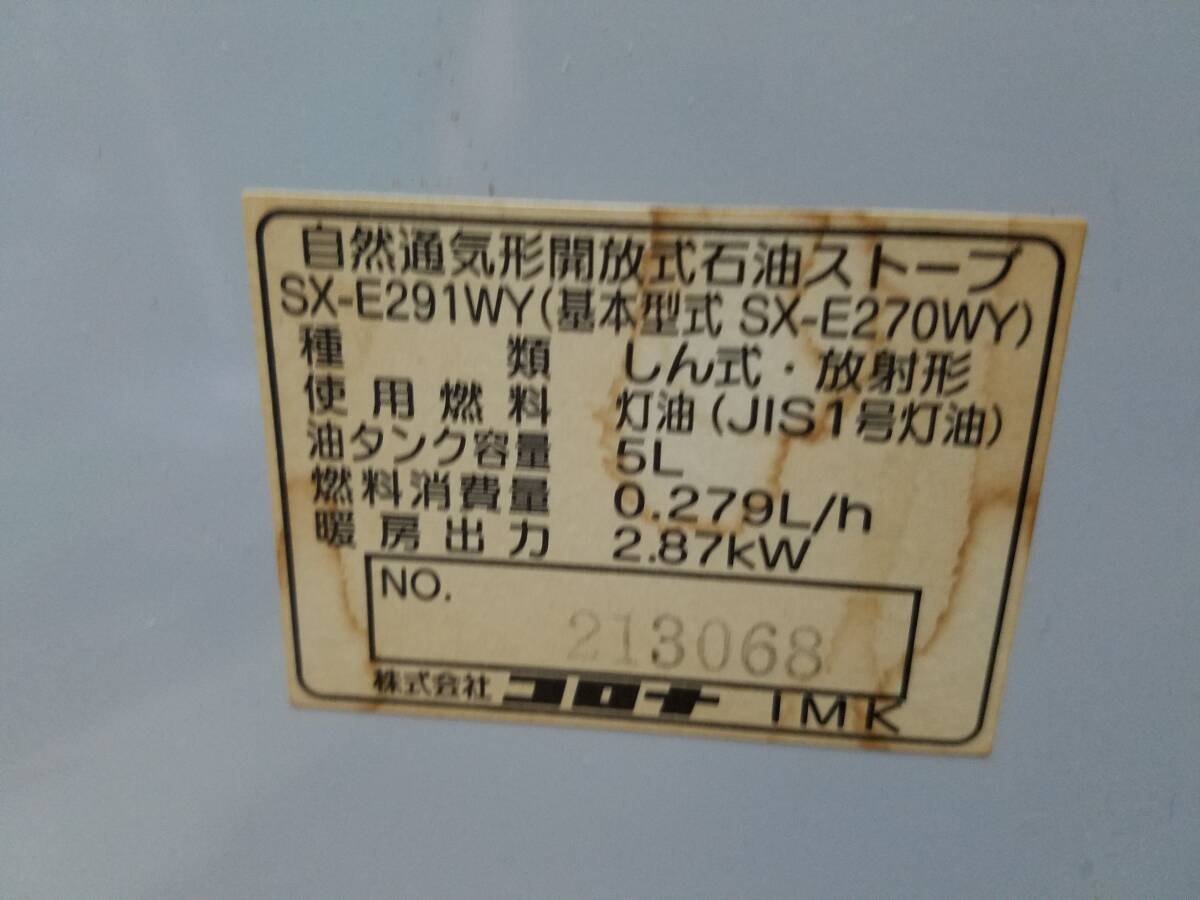 自然通気形開放式石油ストーブ
SX-E291WY(基本型式 SX-E270WY)
種類 しん式・放射形
使用燃料 灯油(JIS1号灯油)
油タンク容量 5L
燃料消費量 0.279L/h
暖房出力 2.87kW
NO.
213068
株式会社 コロナ IMK